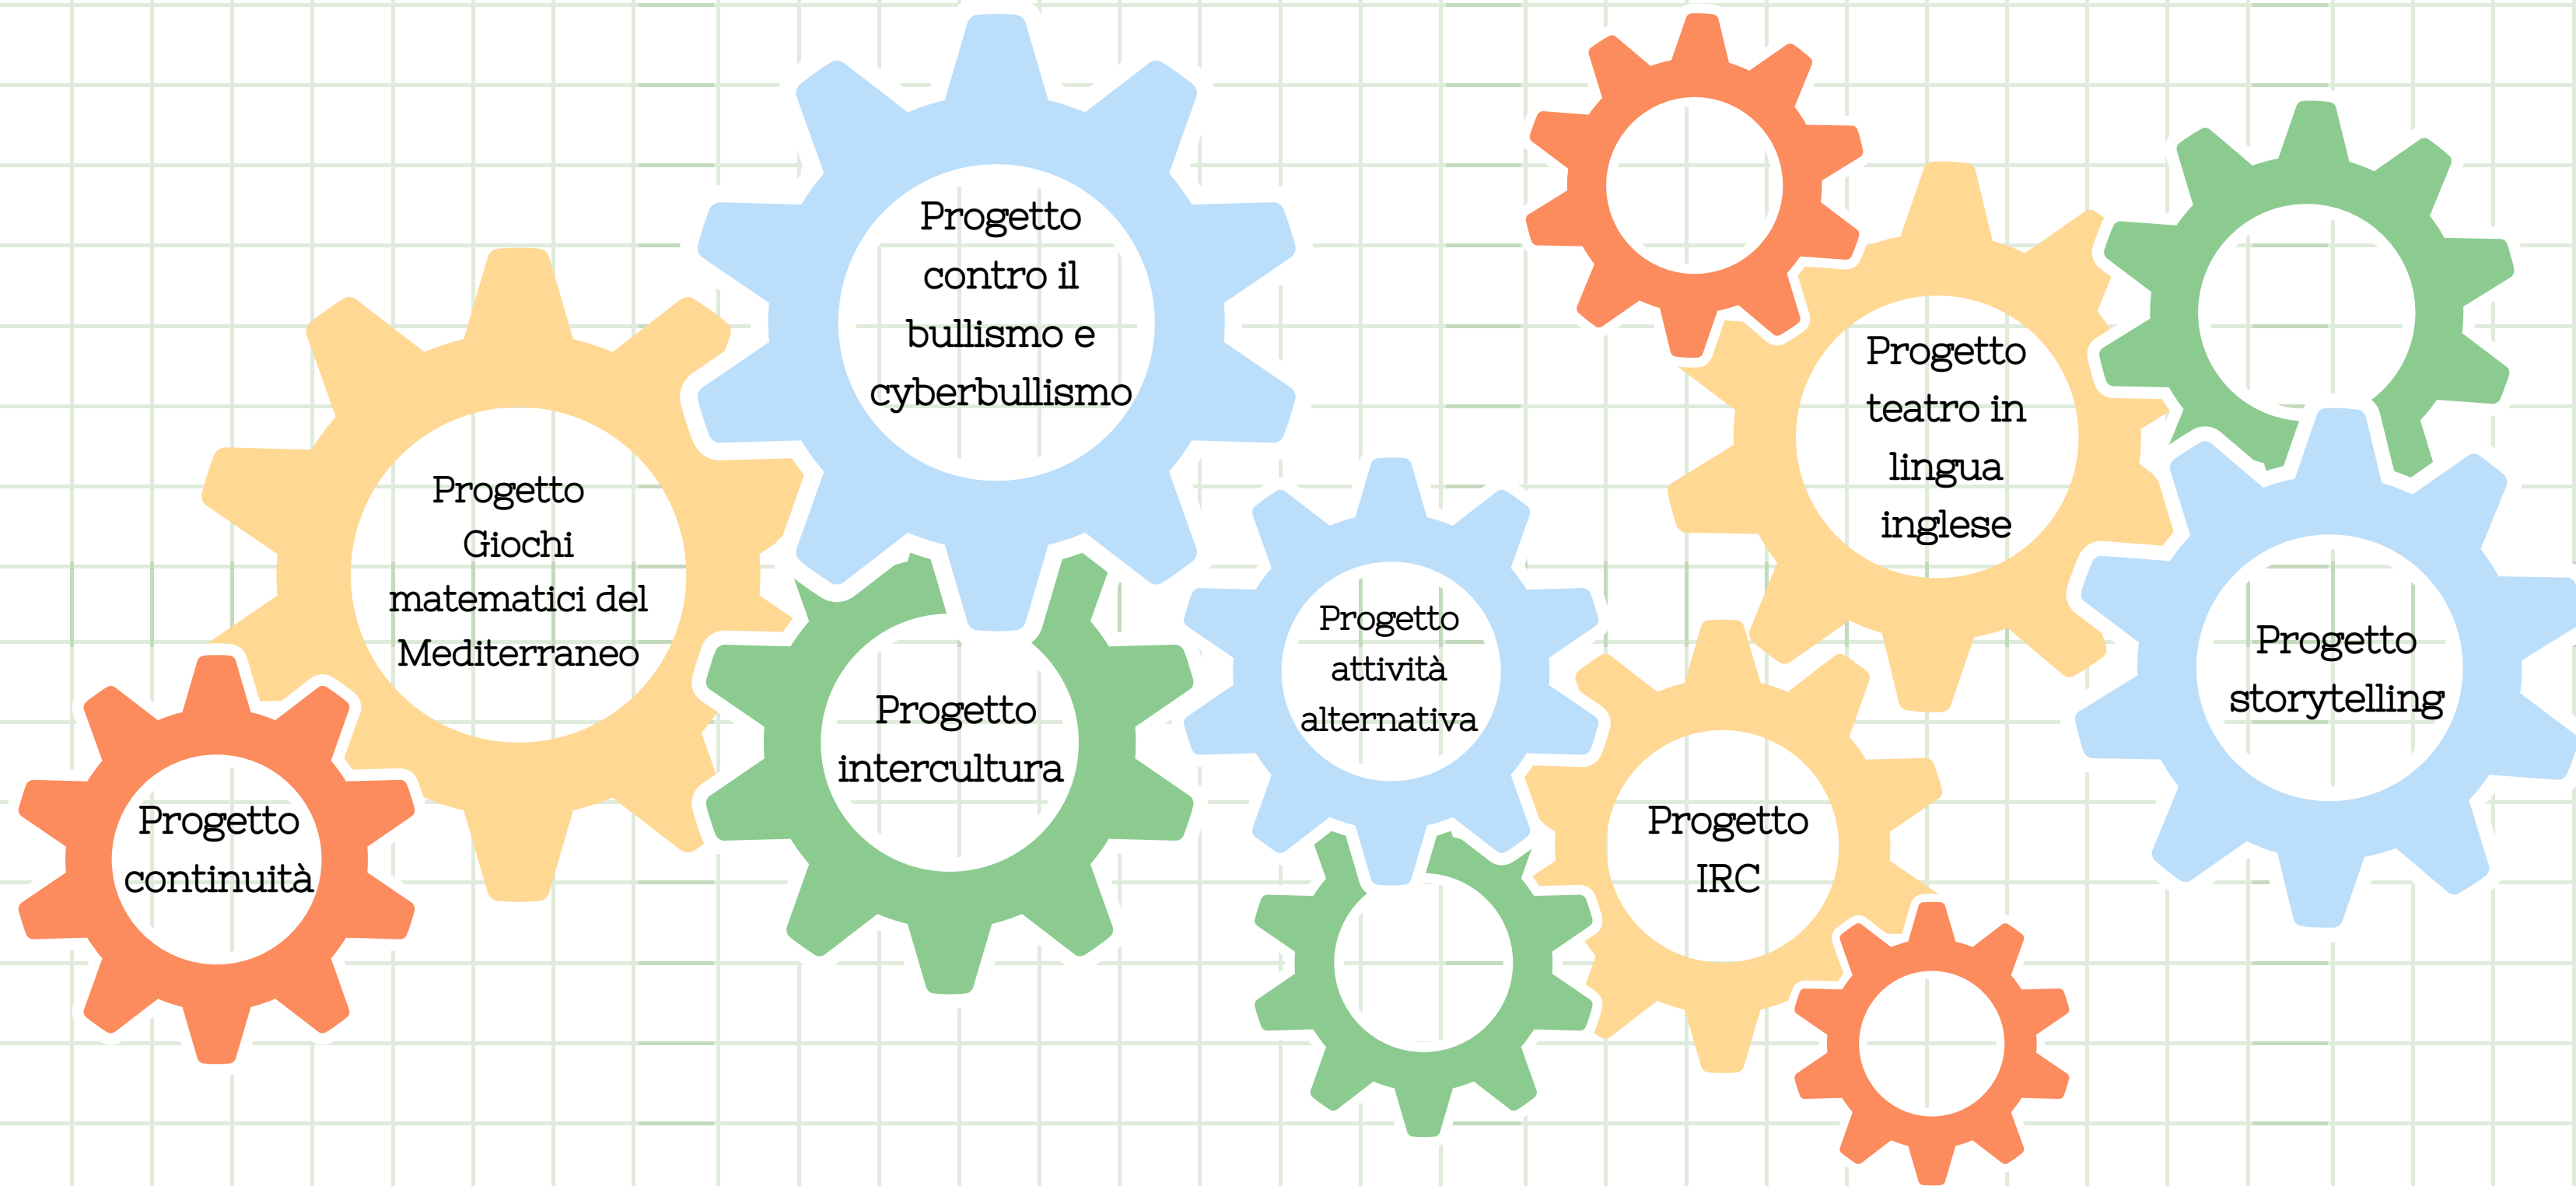 Progetto
continuità
Progetto
Giochi
matematici del
Mediterraneo
Progetto
contro il
bullismo e
cyberbullismo
Progetto
intercultura
Progetto
attività
alternativa
Progetto
IRC
Progetto
teatro in
lingua
inglese
Progetto
storytelling